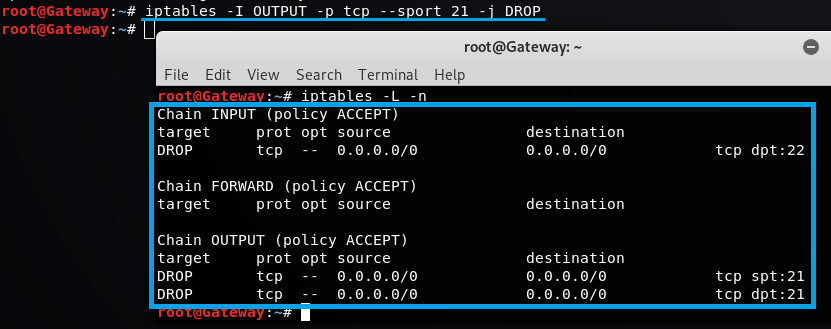 root@Gateway:~# iptables -I OUTPUT -p tcp --sport 21 -j DROP
root@Gateway:~#
root@Gateway: ~
File Edit View Search Terminal Help
root@Gateway:~# iptables -L -n
Chain INPUT (policy ACCEPT)
target     prot opt source               destination
DROP       tcp  --  0.0.0.0/0            0.0.0.0/0            tcp dpt:22

Chain FORWARD (policy ACCEPT)
target     prot opt source               destination

Chain OUTPUT (policy ACCEPT)
target     prot opt source               destination
DROP       tcp  --  0.0.0.0/0            0.0.0.0/0            tcp spt:21
DROP       tcp  --  0.0.0.0/0            0.0.0.0/0            tcp dpt:21
root@Gateway:~#